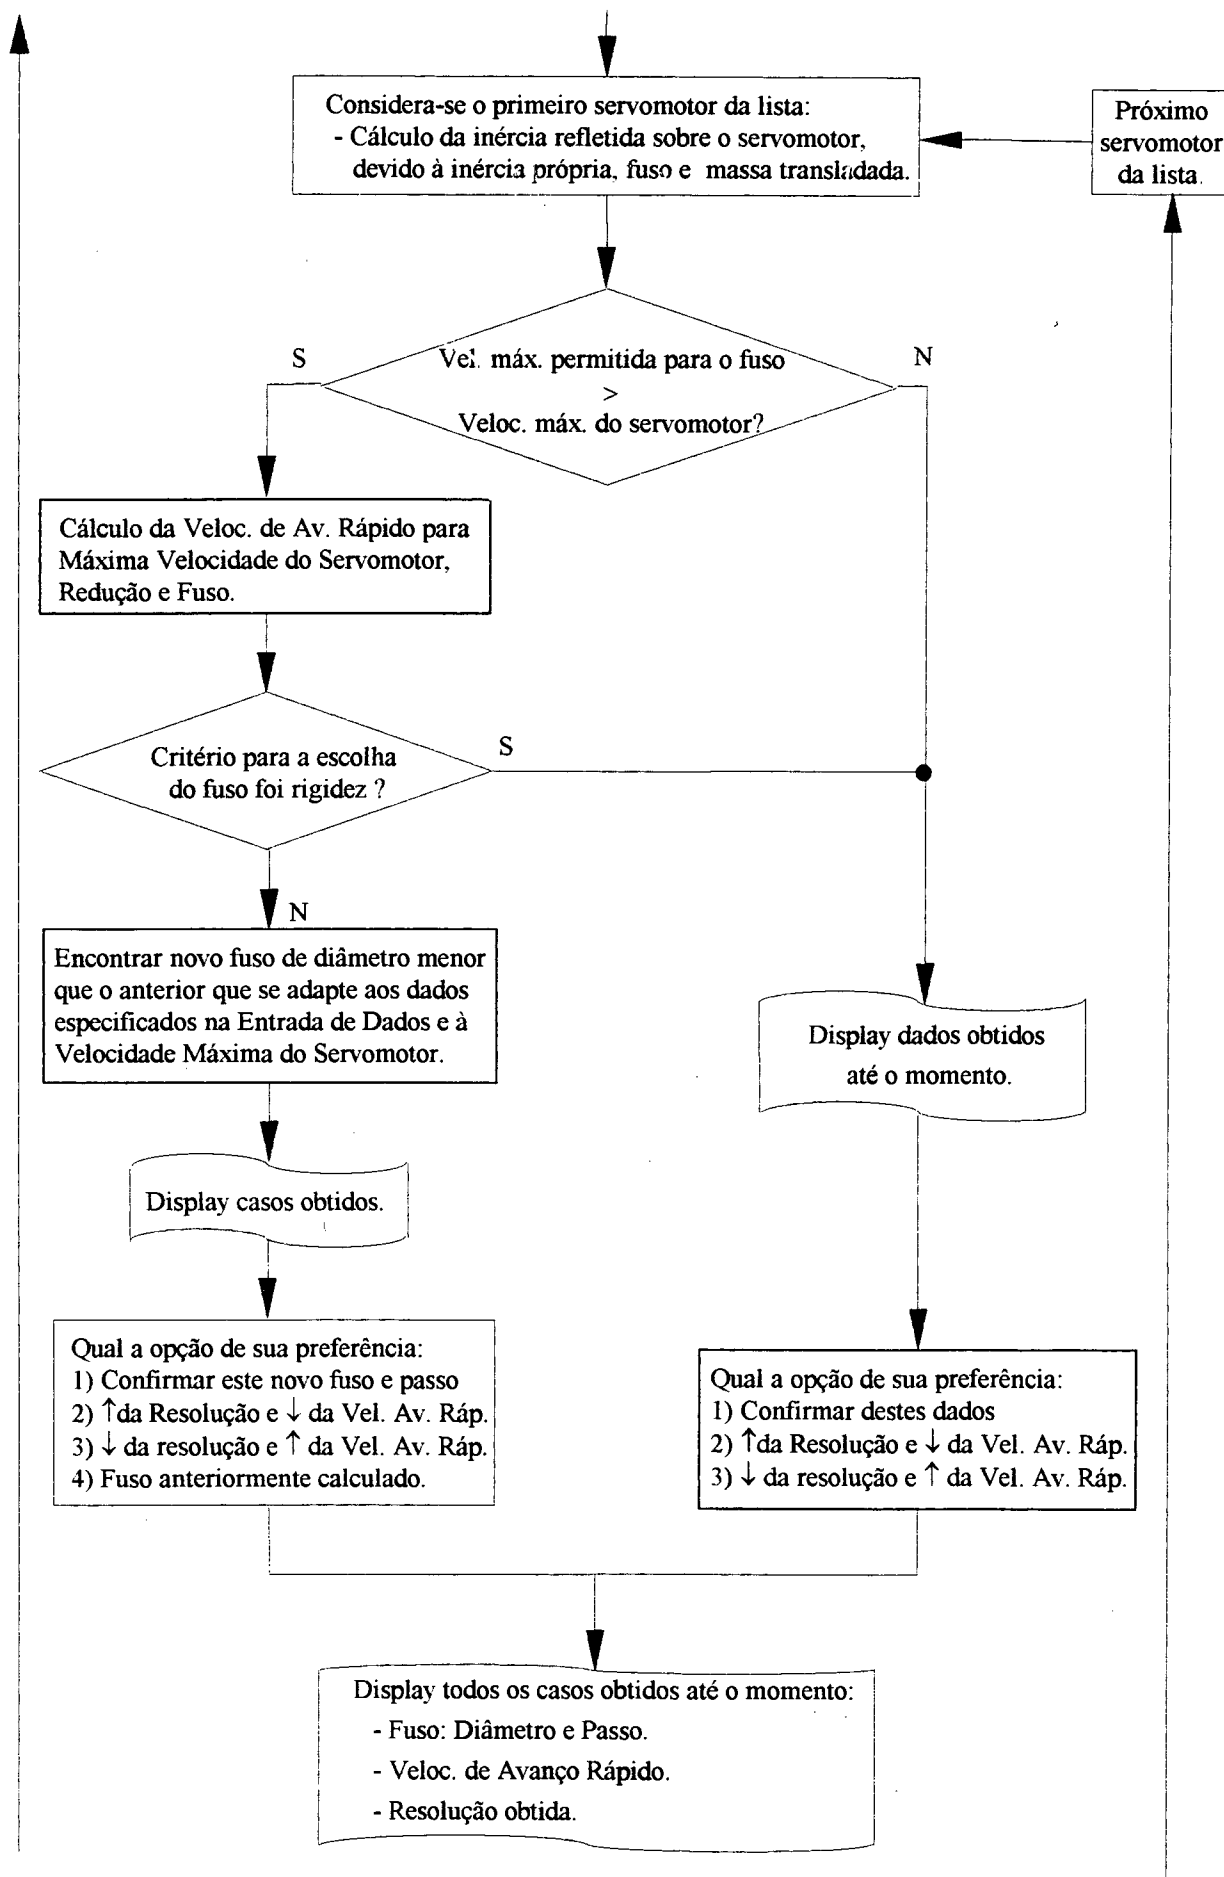 Considera-se o primeiro servomotor da lista:
- Cálculo da inércia refletida sobre o servomotor,
devido à inércia própria, fuso e massa transladada.
Próximo
servomotor
da lista.
Vel. máx. permitida para o fuso
>
Veloc. máx. do servomotor?
S
N
Cálculo da Veloc. de Av. Rápido para
Máxima Velocidade do Servomotor,
Redução e Fuso.
Critério para a escolha
do fuso foi rigidez ?
S
N
Encontrar novo fuso de diâmetro menor
que o anterior que se adapte aos dados
especificados na Entrada de Dados e à
Velocidade Máxima do Servomotor.
Display dados obtidos
até o momento.
Display casos obtidos.
Qual a opção de sua preferência:
1) Confirmar este novo fuso e passo
2) ↑da Resolução e ↓ da Vel. Av. Ráp.
3) ↓ da resolução e ↑ da Vel. Av. Ráp.
4) Fuso anteriormente calculado.
Qual a opção de sua preferência:
1) Confirmar destes dados
2) ↑da Resolução e ↓ da Vel. Av. Ráp.
3) ↓ da resolução e ↑ da Vel. Av. Ráp.
Display todos os casos obtidos até o momento:
- Fuso: Diâmetro e Passo.
- Veloc. de Avanço Rápido.
- Resolução obtida.